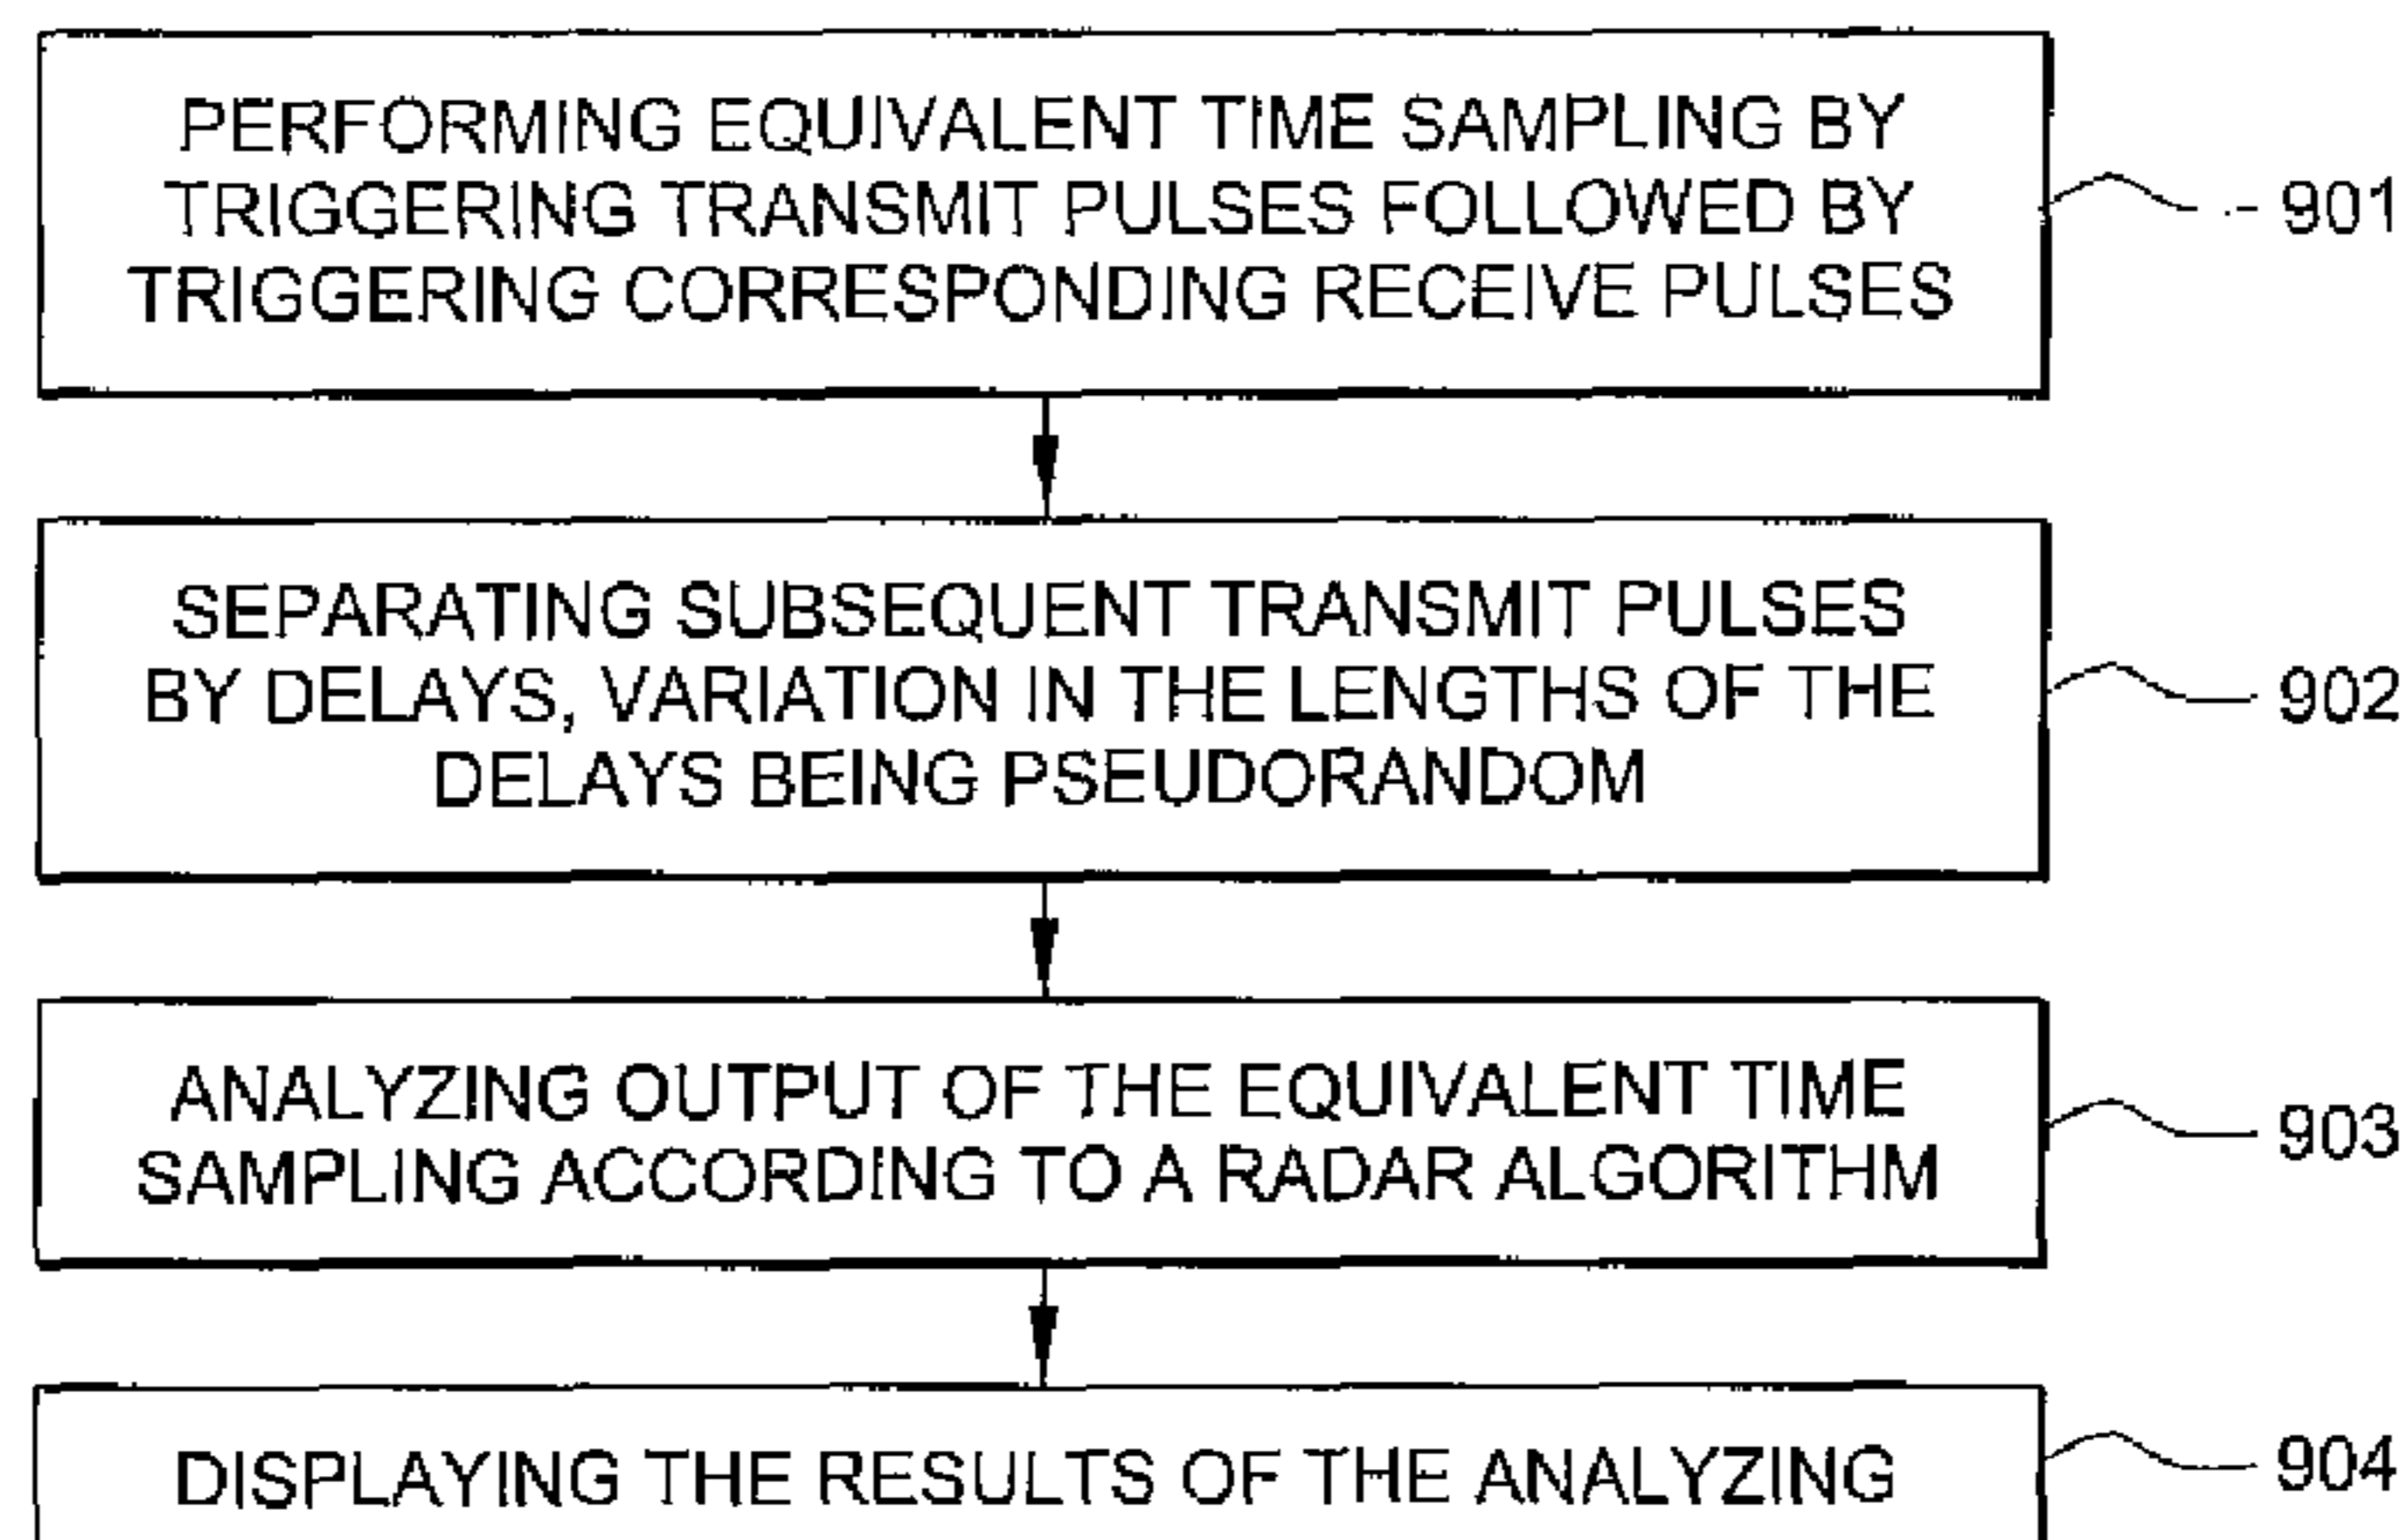 PERFORMING EQUIVALENT TIME SAMPLING BY
TRIGGERING TRANSMIT PULSES FOLLOWED BY
TRIGGERING CORRESPONDING RECEIVE PULSES
901
SEPARATING SUBSEQUENT TRANSMIT PULSES
BY DELAYS, VARIATION IN THE LENGTHS OF THE
DELAYS BEING PSEUDORANDOM
902
ANALYZING OUTPUT OF THE EQUIVALENT TIME
SAMPLING ACCORDING TO A RADAR ALGORITHM
903
DISPLAYING THE RESULTS OF THE ANALYZING
904